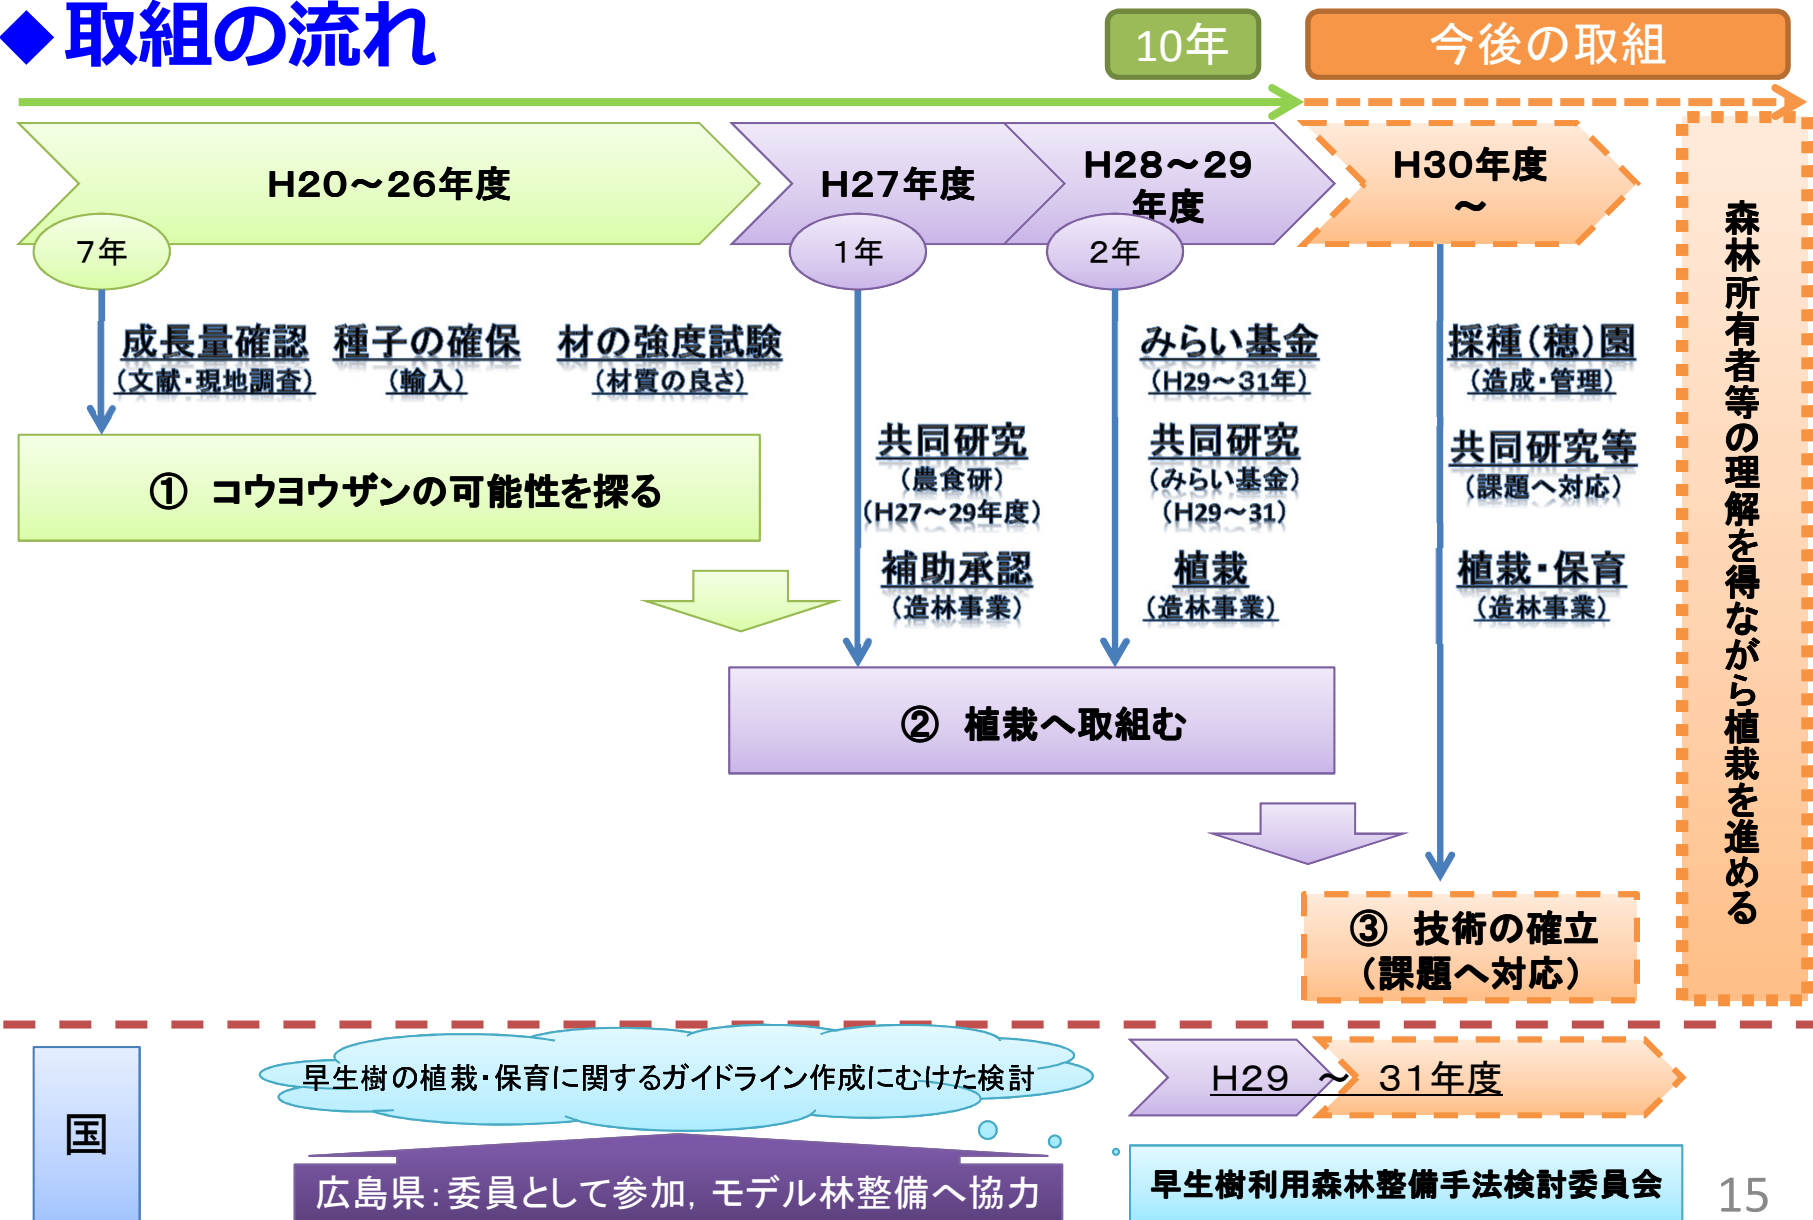 ◆取組の流れ
10年
今後の取組
H20～26年度
H27年度
H28～29
年度
H30年度
～
7年
1年
2年
成長量確認
（文献・現地調査）
種子の確保
（輸入）
材の強度試験
（材質の良さ）
① コウヨウザンの可能性を探る
共同研究
（農食研）
（H27～29年度）
補助承認
（造林事業）
みらい基金
（H29～31年）
共同研究
（みらい基金）
（H29～31）
植栽
（造林事業）
② 植栽へ取組む
採種（穂）園
（造成・管理）
共同研究等
（課題へ対応）
植栽・保育
（造林事業）
③ 技術の確立
（課題へ対応）
森林所有者等の理解を得ながら植栽を進める
国
早生樹の植栽・保育に関するガイドライン作成にむけた検討
広島県：委員として参加，モデル林整備へ協力
H29 ～ 31年度
早生樹利用森林整備手法検討委員会
15